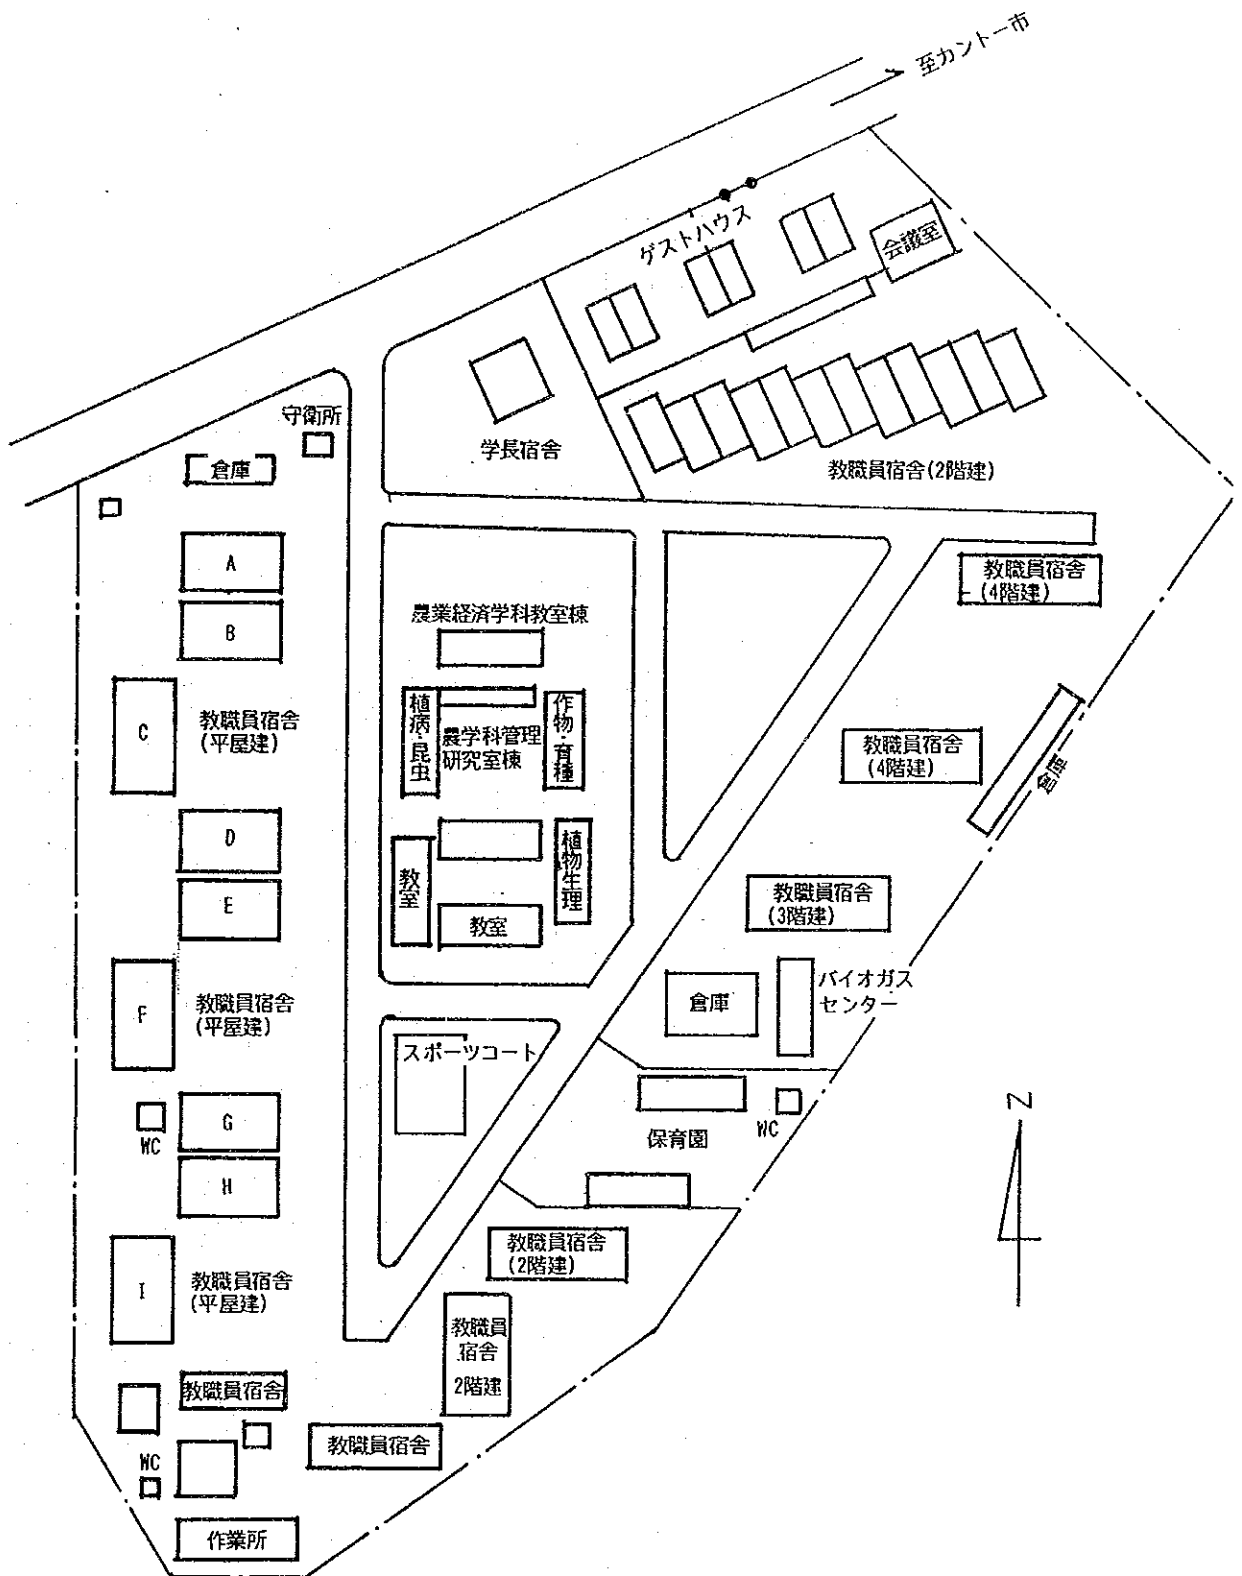 至カントー市
ゲストハウス
会議室
守衛所
倉庫
学長宿舎
教職員宿舎(2階建)
A
教職員宿舎
(4階建)
B
農業経済学科教室棟
植病・昆虫
作物・育種
C
教職員宿舎
(平屋建)
農学科管理
研究室棟
教職員宿舎
(4階建)
倉庫
D
植物生理
教室
E
教室
教職員宿舎
(3階建)
F
教職員宿舎
(平屋建)
倉庫
バイオガス
センター
スポーツコート
Z
G
WC
保育園
WC
H
教職員宿舎
(2階建)
I
教職員宿舎
(平屋建)
教職員
宿舎
2階建
教職員宿舎
教職員宿舎
WC
作業所